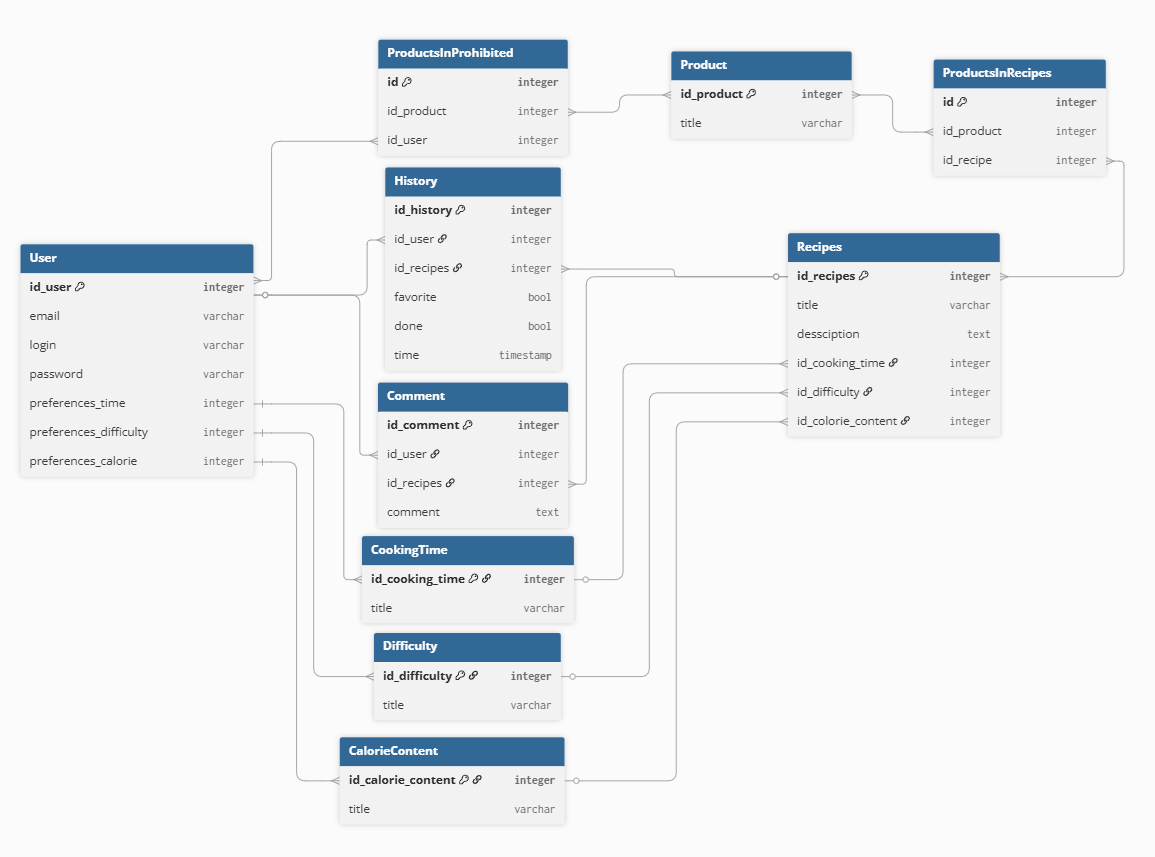 ProductsInProhibited
id integer
id_product integer
id_user integer
Product
id_product integer
title varchar
ProductsInRecipes
id integer
id_product integer
id_recipe integer
History
id_history integer
id_user integer
id_recipes integer
favorite bool
done bool
time timestamp
User
id_user integer
email varchar
login varchar
password varchar
preferences_time integer
preferences_difficulty integer
preferences_calorie integer
Recipes
id_recipes integer
title varchar
dessciption text
id_cooking_time integer
id_difficulty integer
id_colorie_content integer
Comment
id_comment integer
id_user integer
id_recipes integer
comment text
CookingTime
id_cooking_time integer
title varchar
Difficulty
id_difficulty integer
title varchar
CalorieContent
id_calorie_content integer
title varchar